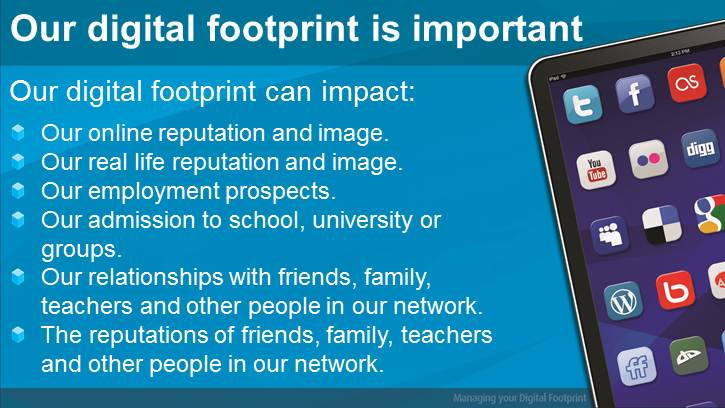 Our digital footprint is important
iPad
2:13 PM
Our digital footprint can impact:
Our online reputation and image.
Our real life reputation and image.
Our employment prospects.
Our admission to school, university or
groups.
Our relationships with friends, family,
teachers and other people in our network.
The reputations of friends, family, teachers
and other people in our network.
t
f
You
Tube
digg
g
W
ff
Managing your Digital Footprint